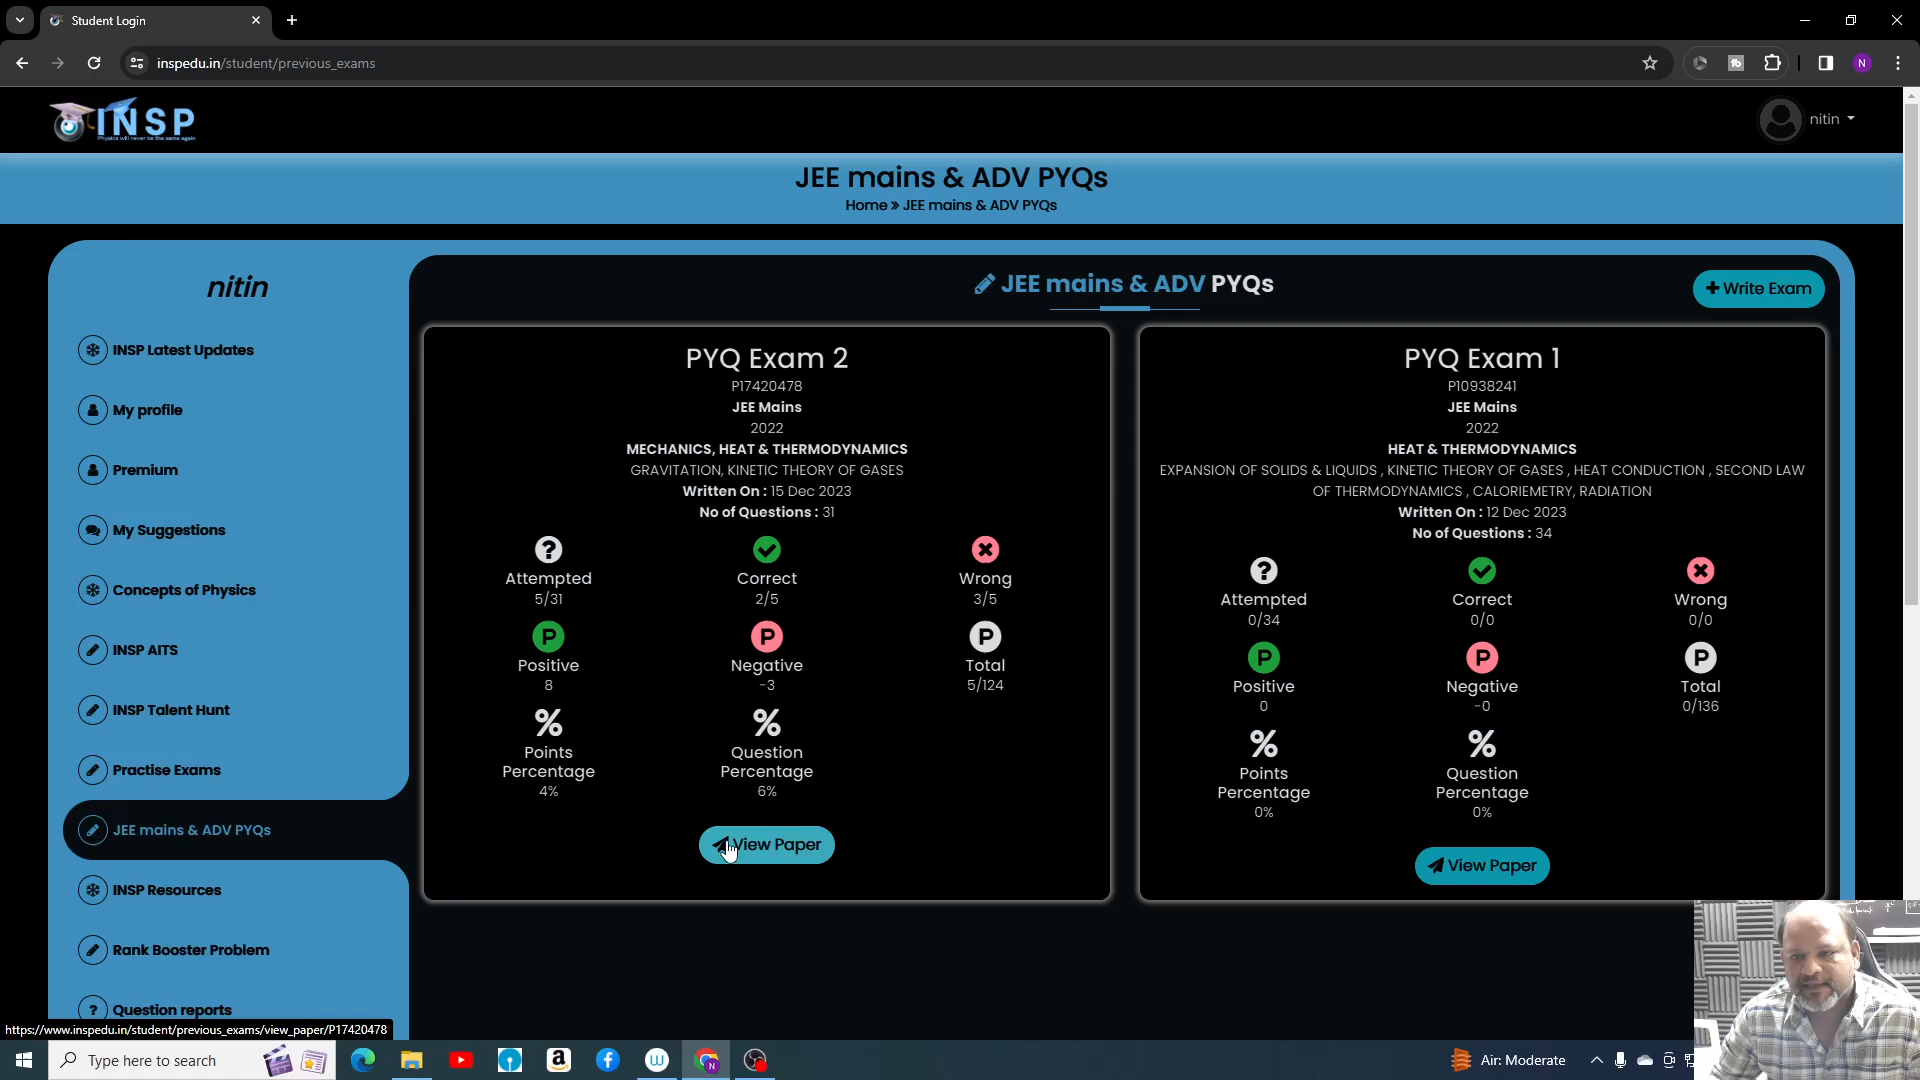 Student Login
inspedu.in/student/previous_exams
N
INSP
Physics will never be the same again
nitin
JEE mains & ADV PYQs
Home » JEE mains & ADV PYQs
nitin
INSP Latest Updates
My profile
Premium
My Suggestions
Concepts of Physics
INSP AITS
INSP Talent Hunt
Practise Exams
JEE mains & ADV PYQs
INSP Resources
Rank Booster Problem
Question reports
JEE mains & ADV PYQs
+ Write Exam
PYQ Exam 2
P17420478
JEE Mains
2022
MECHANICS, HEAT & THERMODYNAMICS
GRAVITATION, KINETIC THEORY OF GASES
Written On : 15 Dec 2023
No of Questions : 31
Attempted Correct Wrong
5/31 2/5 3/5
P P P
Positive Negative Total
8 -3 5/124
% %
Points Question
Percentage Percentage
4% 6%
View Paper
PYQ Exam 1
P10938241
JEE Mains
2022
HEAT & THERMODYNAMICS
EXPANSION OF SOLIDS & LIQUIDS , KINETIC THEORY OF GASES , HEAT CONDUCTION , SECOND LAW
OF THERMODYNAMICS , CALORIEMETRY, RADIATION
Written On : 12 Dec 2023
No of Questions : 34
Attempted Correct Wrong
0/34 0/0 0/0
P P P
Positive Negative Total
0 -0 0/136
% %
Points Question
Percentage Percentage
0% 0%
View Paper
https://www.inspedu.in/student/previous_exams/view_paper/P17420478
Type here to search
Air: Moderate